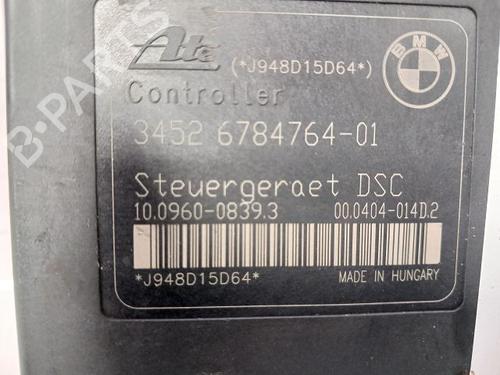 Ate (*J948D15D64*) BMW
Controller
3452 6784764-01
Steuergeraet DSC
10.0960-0839.3 00.0404-014D.2
*J948D15D64* MADE IN HUNGARY
B-PARTS